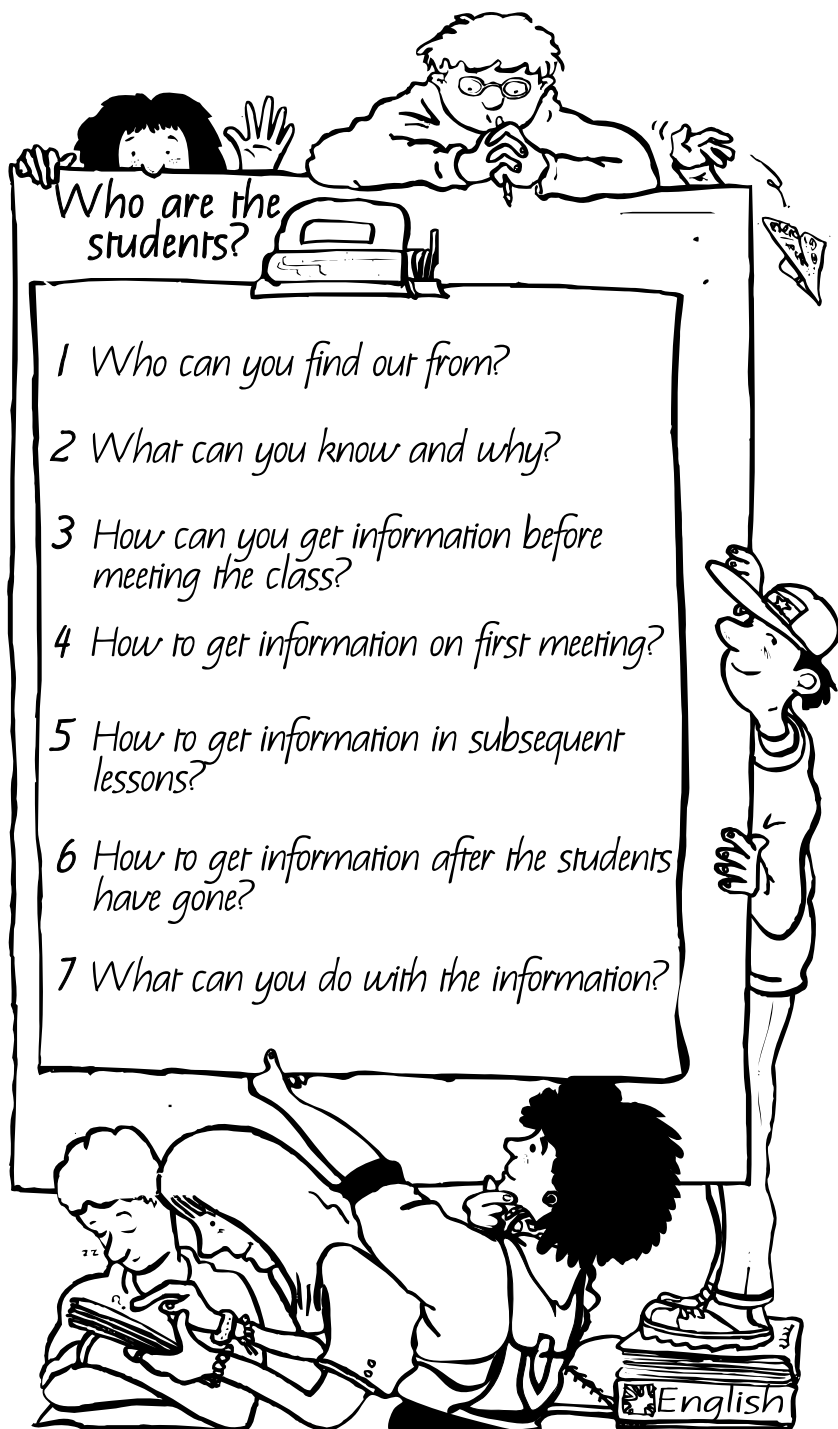 Who are the
students?
1 Who can you find out from?
2 What can you know and why?
3 How can you get information before
meeting the class?
4 How to get information on first meeting?
5 How to get information in subsequent
lessons?
6 How to get information after the students
have gone?
7 What can you do with the information?
zz
?
English